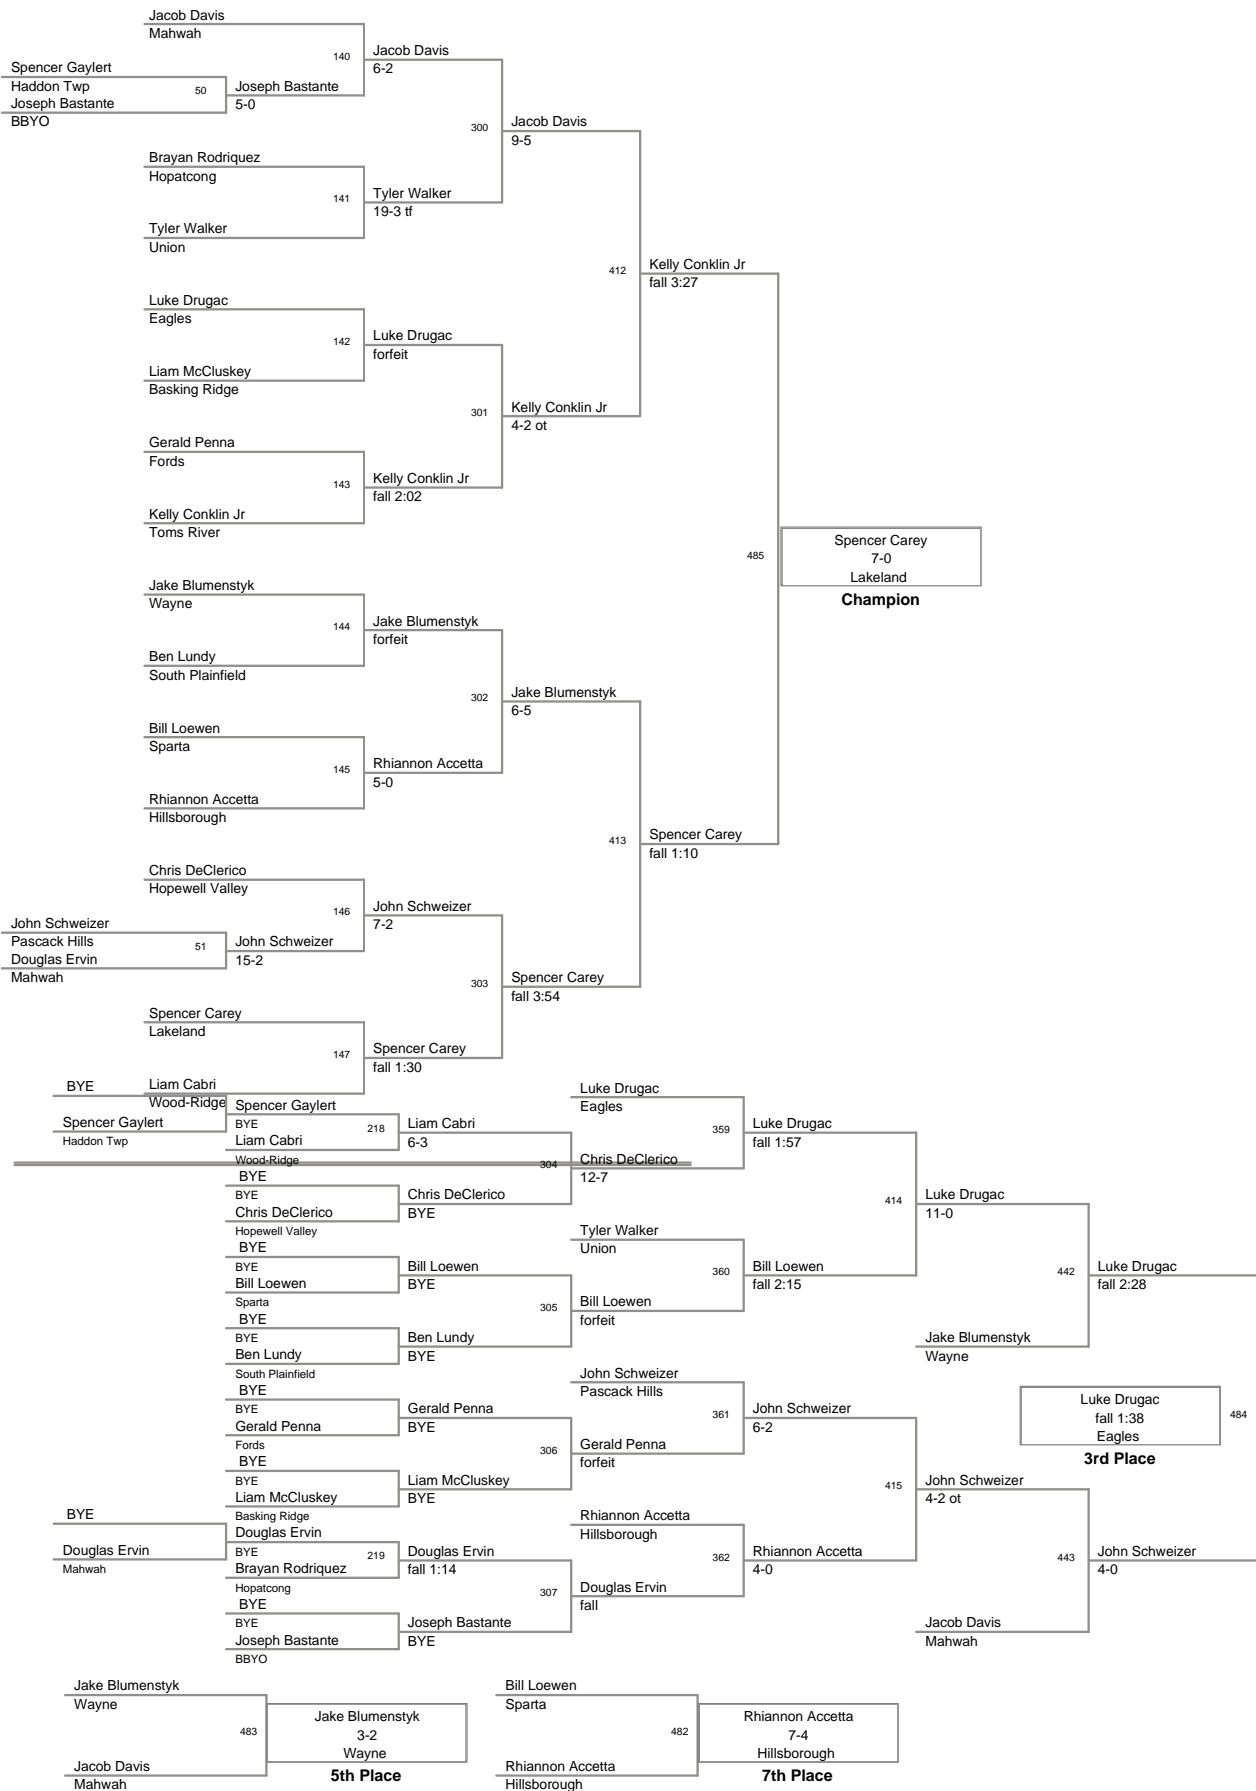 Jacob Davis
Mahwah
140
Jacob Davis
6-2
Spencer Gaylert
Haddon Twp
50
Joseph Bastante
Joseph Bastante
5-0
BBYO
300
Jacob Davis
9-5
Brayan Rodriquez
Hopatcong
141
Tyler Walker
19-3 tf
Tyler Walker
Union
412
Kelly Conklin Jr
fall 3:27
Luke Drugac
Eagles
142
Luke Drugac
forfeit
Liam McCluskey
Basking Ridge
301
Kelly Conklin Jr
4-2 ot
Gerald Penna
Fords
143
Kelly Conklin Jr
fall 2:02
Kelly Conklin Jr
Toms River
485
Spencer Carey
7-0
Lakeland
Champion
Jake Blumenstyk
Wayne
144
Jake Blumenstyk
forfeit
Ben Lundy
South Plainfield
302
Jake Blumenstyk
6-5
Bill Loewen
Sparta
145
Rhiannon Accetta
5-0
Rhiannon Accetta
Hillsborough
413
Spencer Carey
fall 1:10
Chris DeClerico
Hopewell Valley
146
John Schweizer
7-2
John Schweizer
Pascack Hills
51
John Schweizer
15-2
Douglas Ervin
Mahwah
303
Spencer Carey
fall 3:54
Spencer Carey
Lakeland
147
Spencer Carey
fall 1:30
Liam Cabri
Wood-Ridge
BYE
Spencer Gaylert
Haddon Twp
Spencer Gaylert
BYE
218
Liam Cabri
Wood-Ridge
Liam Cabri
6-3
304
Luke Drugac
Eagles
359
Luke Drugac
fall 1:57
Chris DeClerico
12-7
BYE
BYE
Chris DeClerico
Hopewell Valley
Chris DeClerico
BYE
414
Luke Drugac
11-0
BYE
BYE
Bill Loewen
Sparta
Bill Loewen
BYE
305
Tyler Walker
Union
360
Bill Loewen
fall 2:15
Bill Loewen
forfeit
442
Luke Drugac
fall 2:28
BYE
BYE
Ben Lundy
South Plainfield
Ben Lundy
BYE
Jake Blumenstyk
Wayne
John Schweizer
Pascack Hills
361
John Schweizer
6-2
BYE
BYE
Gerald Penna
Fords
Gerald Penna
BYE
306
Gerald Penna
forfeit
Luke Drugac
fall 1:38
Eagles
484
3rd Place
BYE
BYE
Liam McCluskey
Basking Ridge
Liam McCluskey
BYE
415
John Schweizer
4-2 ot
BYE
Douglas Ervin
Mahwah
Douglas Ervin
BYE
219
Brayan Rodriquez
Hopatcong
Douglas Ervin
fall 1:14
307
Rhiannon Accetta
Hillsborough
362
Rhiannon Accetta
4-0
Douglas Ervin
fall
443
John Schweizer
4-0
BYE
BYE
Joseph Bastante
BBYO
Joseph Bastante
BYE
Jacob Davis
Mahwah
Jake Blumenstyk
Wayne
483
Jake Blumenstyk
3-2
Wayne
5th Place
Jacob Davis
Mahwah
Bill Loewen
Sparta
482
Rhiannon Accetta
7-4
Hillsborough
7th Place
Rhiannon Accetta
Hillsborough